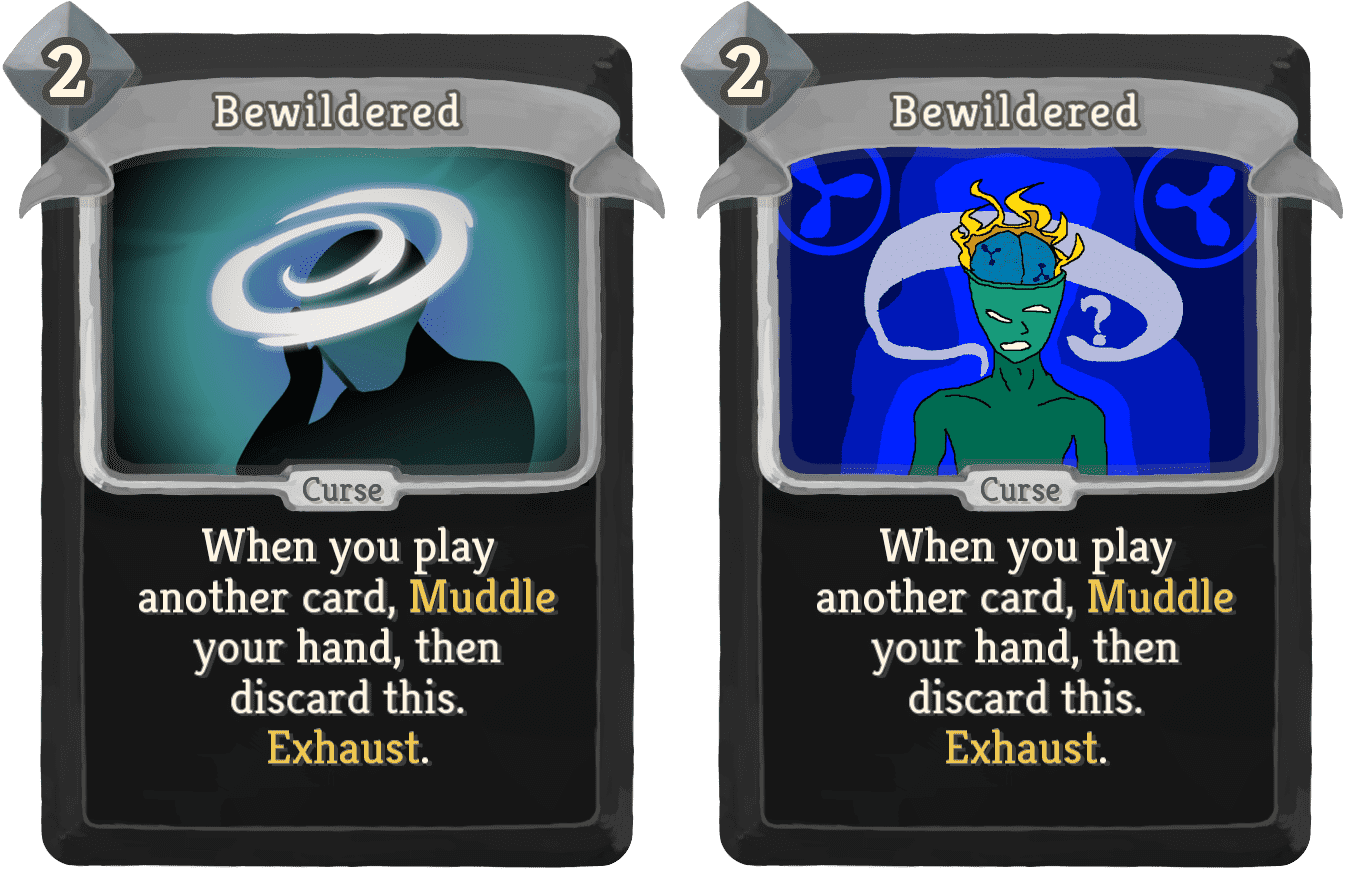 2
Bewildered
Curse
When you play
another card, Muddle
your hand, then
discard this.
Exhaust.
2
Bewildered
?
Curse
When you play
another card, Muddle
your hand, then
discard this.
Exhaust.